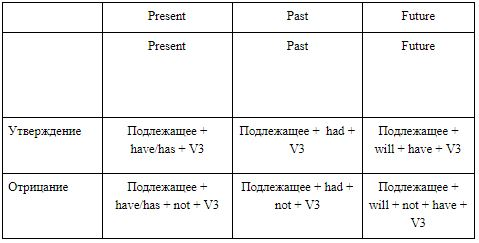 Present Past Future
Present Past Future
Утверждение Подлежащее + Подлежащее + had + Подлежащее +
have/has + V3 V3 will + have + V3
Отрицание Подлежащее + Подлежащее + had + Подлежащее +
have/has + not + V3 not + V3 will + not + have +
V3